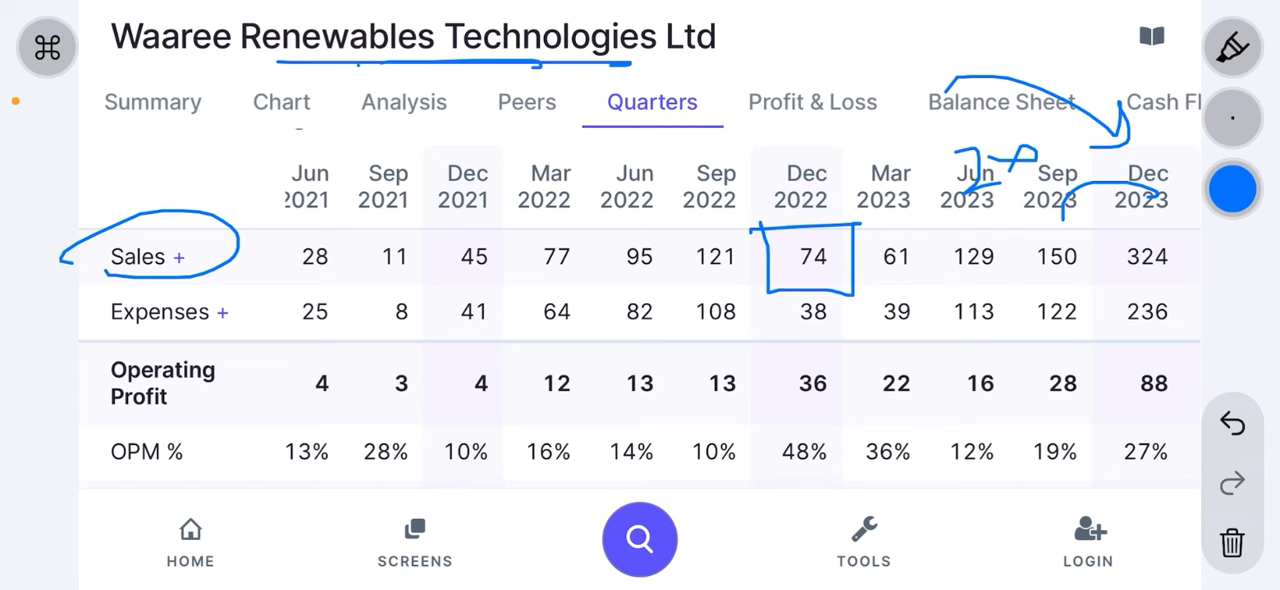 Waaree Renewables Technologies Ltd
Summary Chart Analysis Peers Quarters Profit & Loss Balance Sheet Cash Fl
Jun 2021 Sep 2021 Dec 2021 Mar 2022 Jun 2022 Sep 2022 Dec 2022 Mar 2023 Jun 2023 Sep 2023 Dec 2023
Sales + 28 11 45 77 95 121 74 61 129 150 324
Expenses + 25 8 41 64 82 108 38 39 113 122 236
Operating Profit 4 3 4 12 13 13 36 22 16 28 88
OPM % 13% 28% 10% 16% 14% 10% 48% 36% 12% 19% 27%
HOME SCREENS TOOLS LOGIN